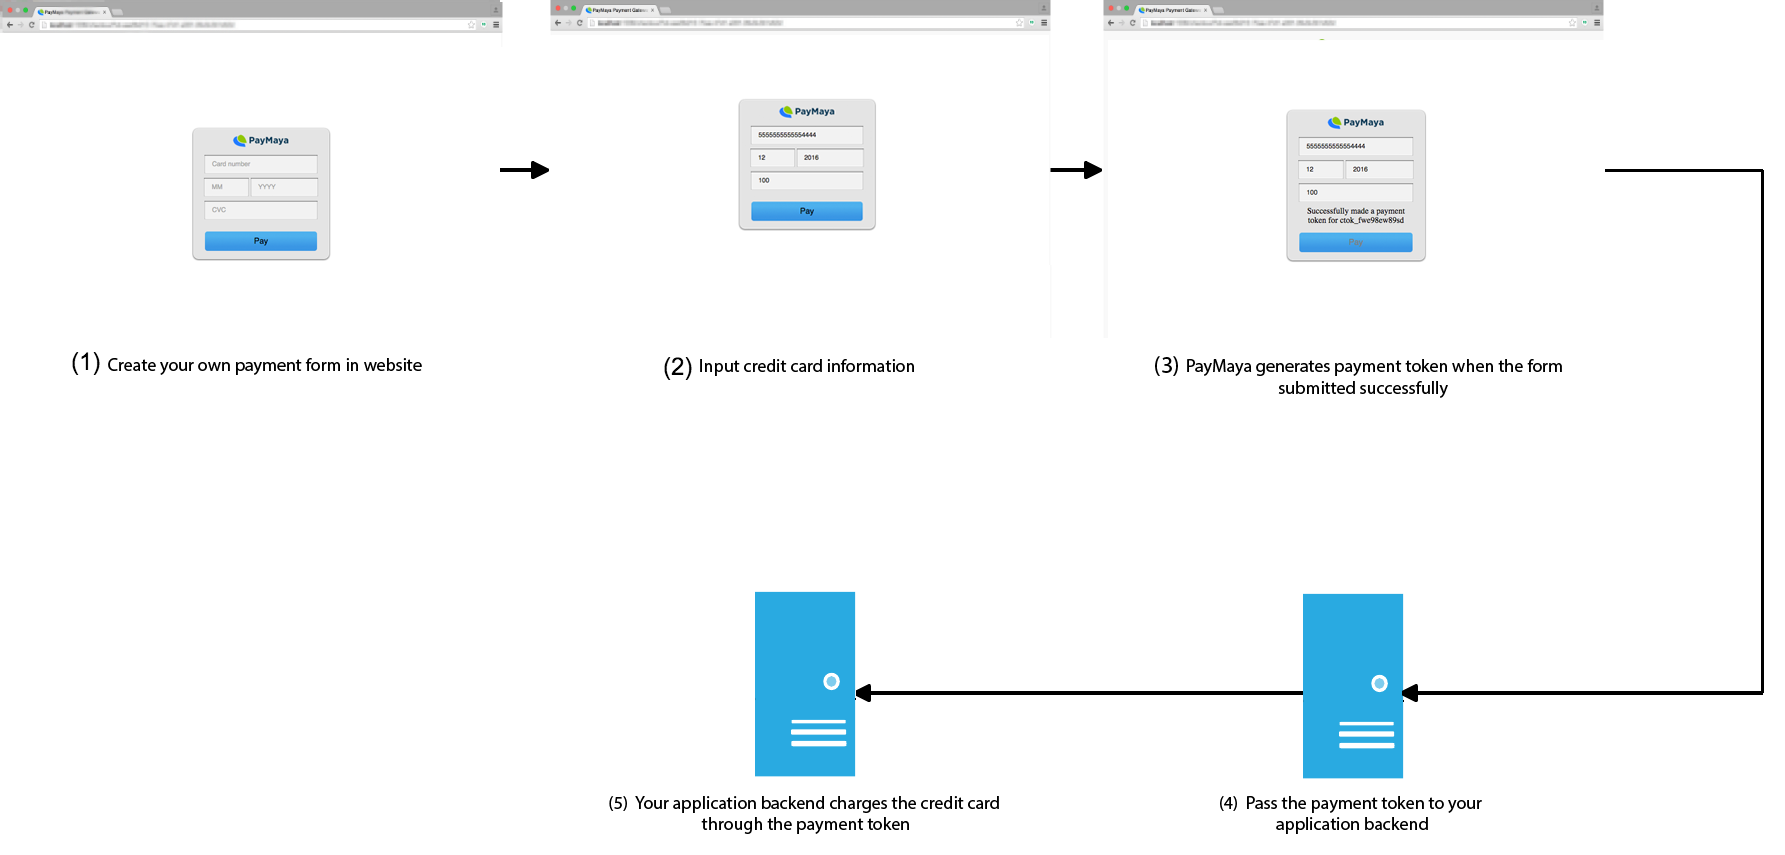 PayMaya Payment Gatew
PayMaya
Card number
MM YYYY
CVC
Pay
(1) Create your own payment form in website
PayMaya Payment Gatew
PayMaya
5555555555554444
12 2016
100
Pay
(2) Input credit card information
PayMaya Payment Gatew
PayMaya
5555555555554444
12 2016
100
Successfully made a payment
token for ctok_fwe98ew89sd
Pay
(3) PayMaya generates payment token when the form
submitted successfully
(5) Your application backend charges the credit card
through the payment token
(4) Pass the payment token to your
application backend